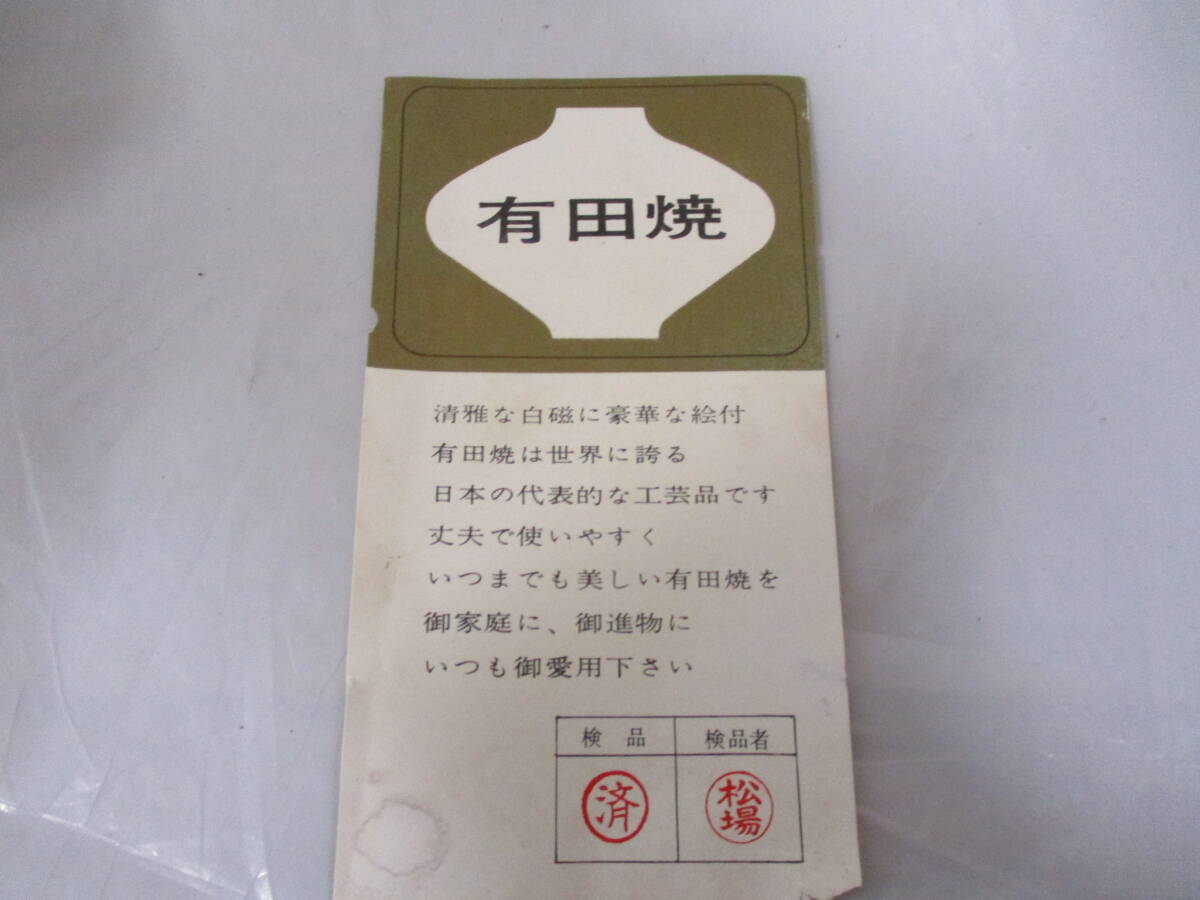 有田焼
清雅な白磁に豪華な絵付
有田焼は世界に誇る
日本の代表的な工芸品です
丈夫で使いやすく
いつまでも美しい有田焼を
御家庭に、御進物に
いつも御愛用下さい
検品 検品者
済 松場